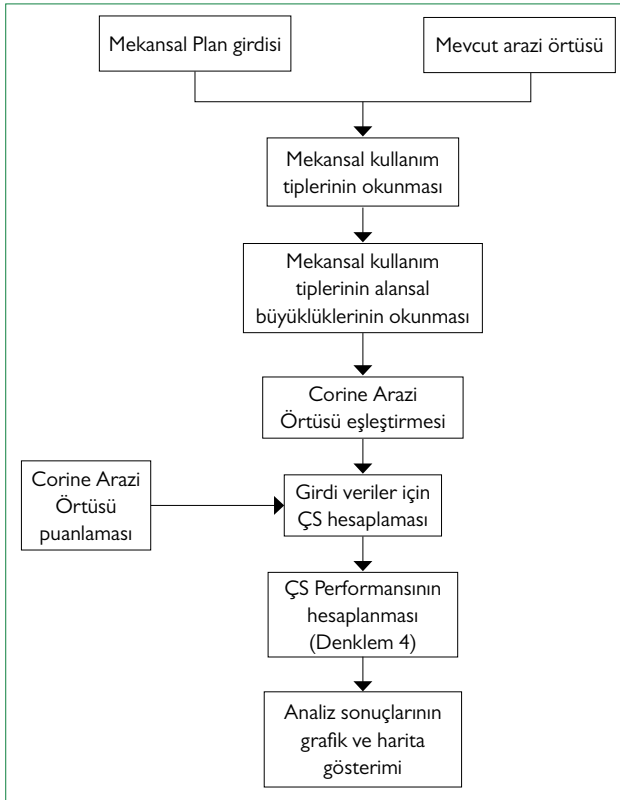 Mekansal Plan girdisi
Mevcut arazi örtüsü
Mekansal kullanım
tiplerinin okunması
Mekansal kullanım
tiplerinin alansal
büyüklüklerinin okunması
Corine Arazi
Örtüsü eşleştirmesi
Corine Arazi
Örtüsü
puanlaması
Girdi veriler için
ÇS hesaplaması
ÇS Performansının
hesaplanması
(Denklem 4)
Analiz sonuçlarının
grafik ve harita
gösterimi